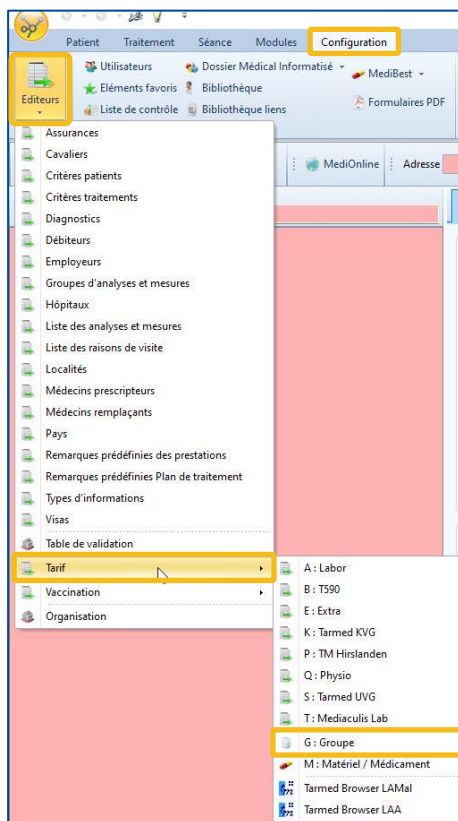 Patient Traitement Séance Modules Configuration
Editeurs
Utilisateurs Dossier Médical Informatisé MediBest
Eléments favoris Bibliothèque
Liste de contrôle Bibliothèque liens Formulaires PDF
MediOnline Adresse
Assurances
Cavaliers
Critères patients
Critères traitements
Diagnostics
Débiteurs
Employeurs
Groupes d'analyses et mesures
Hôpitaux
Liste des analyses et mesures
Liste des raisons de visite
Localités
Médecins prescripteurs
Médecins remplaçants
Pays
Remarques prédéfinies des prestations
Remarques prédéfinies Plan de traitement
Types d'informations
Visas
Table de validation
Tarif
Vaccination
Organisation
A : Labor
B : T590
E : Extra
K : Tarmed KVG
P : TM Hirslanden
Q : Physio
S : Tarmed UVG
T : Mediaculis Lab
G : Groupe
M : Matériel / Médicament
Tarmed Browser LAMal
Tarmed Browser LAA